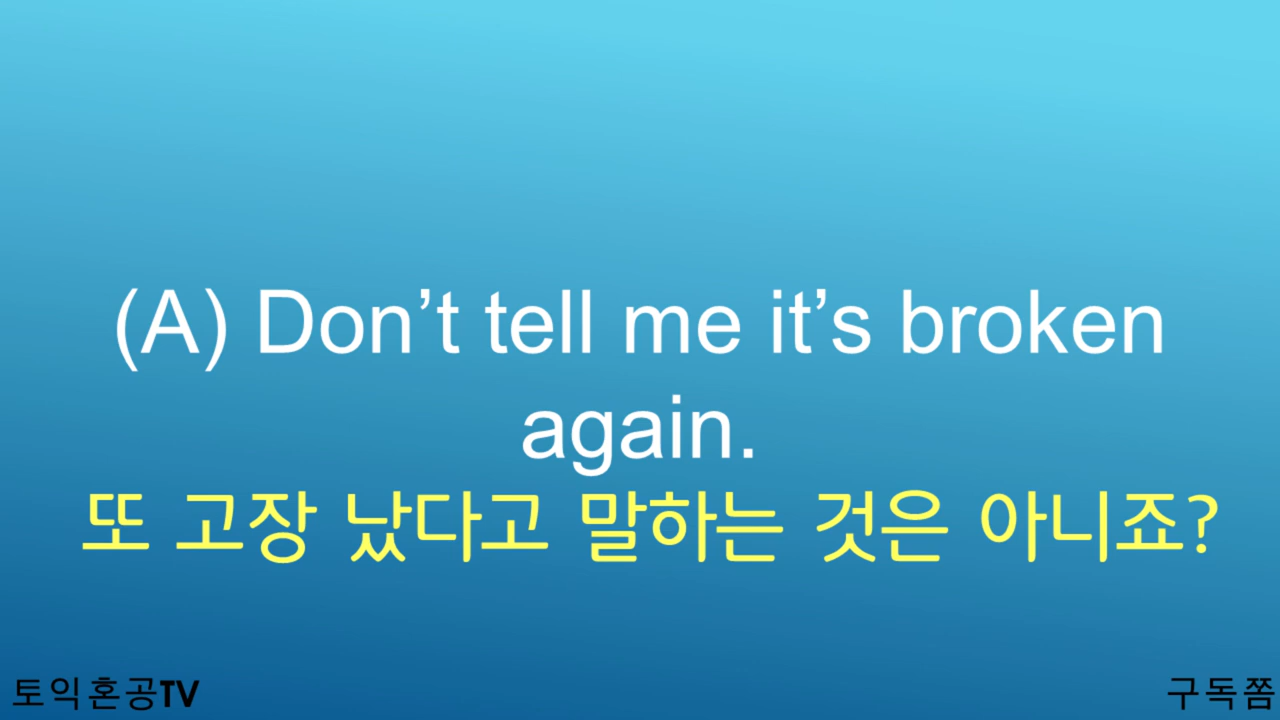 (A) Don’t tell me it’s broken
again.
또 고장 났다고 말하는 것은 아니죠?
토익혼공TV
구독쫌